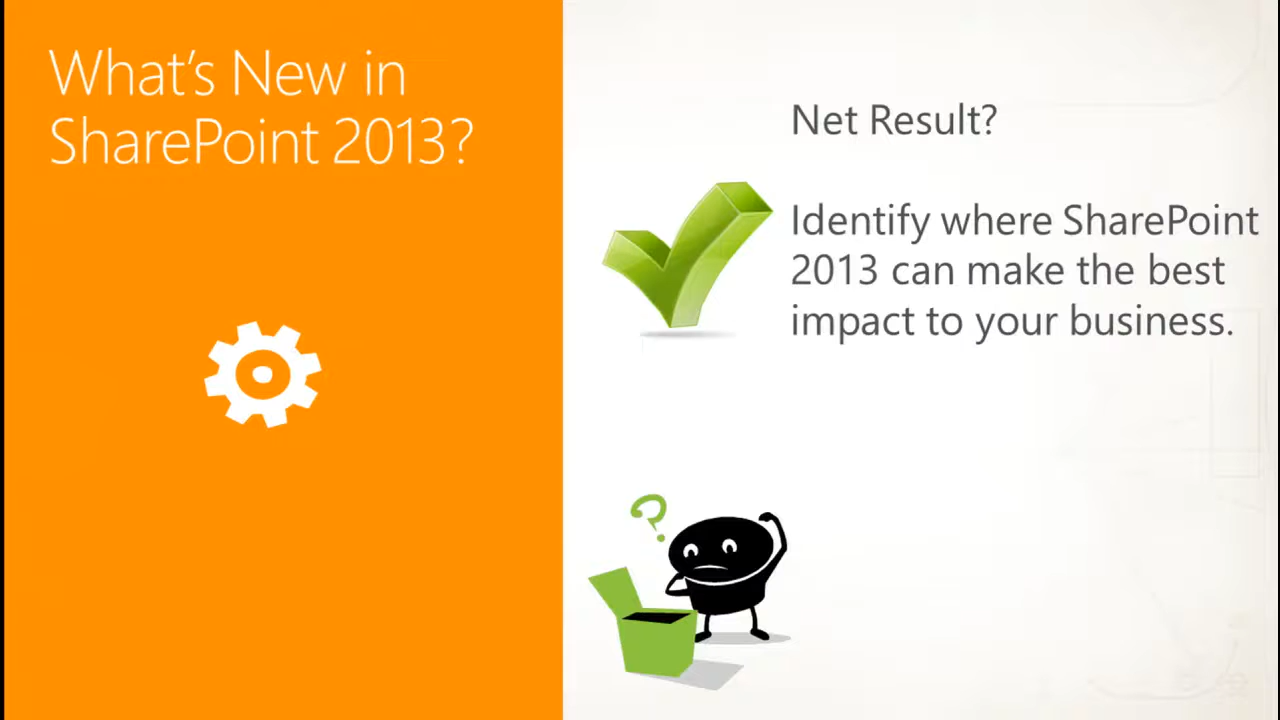 What's New in
SharePoint 2013?
Net Result?
Identify where SharePoint
2013 can make the best
impact to your business.
?